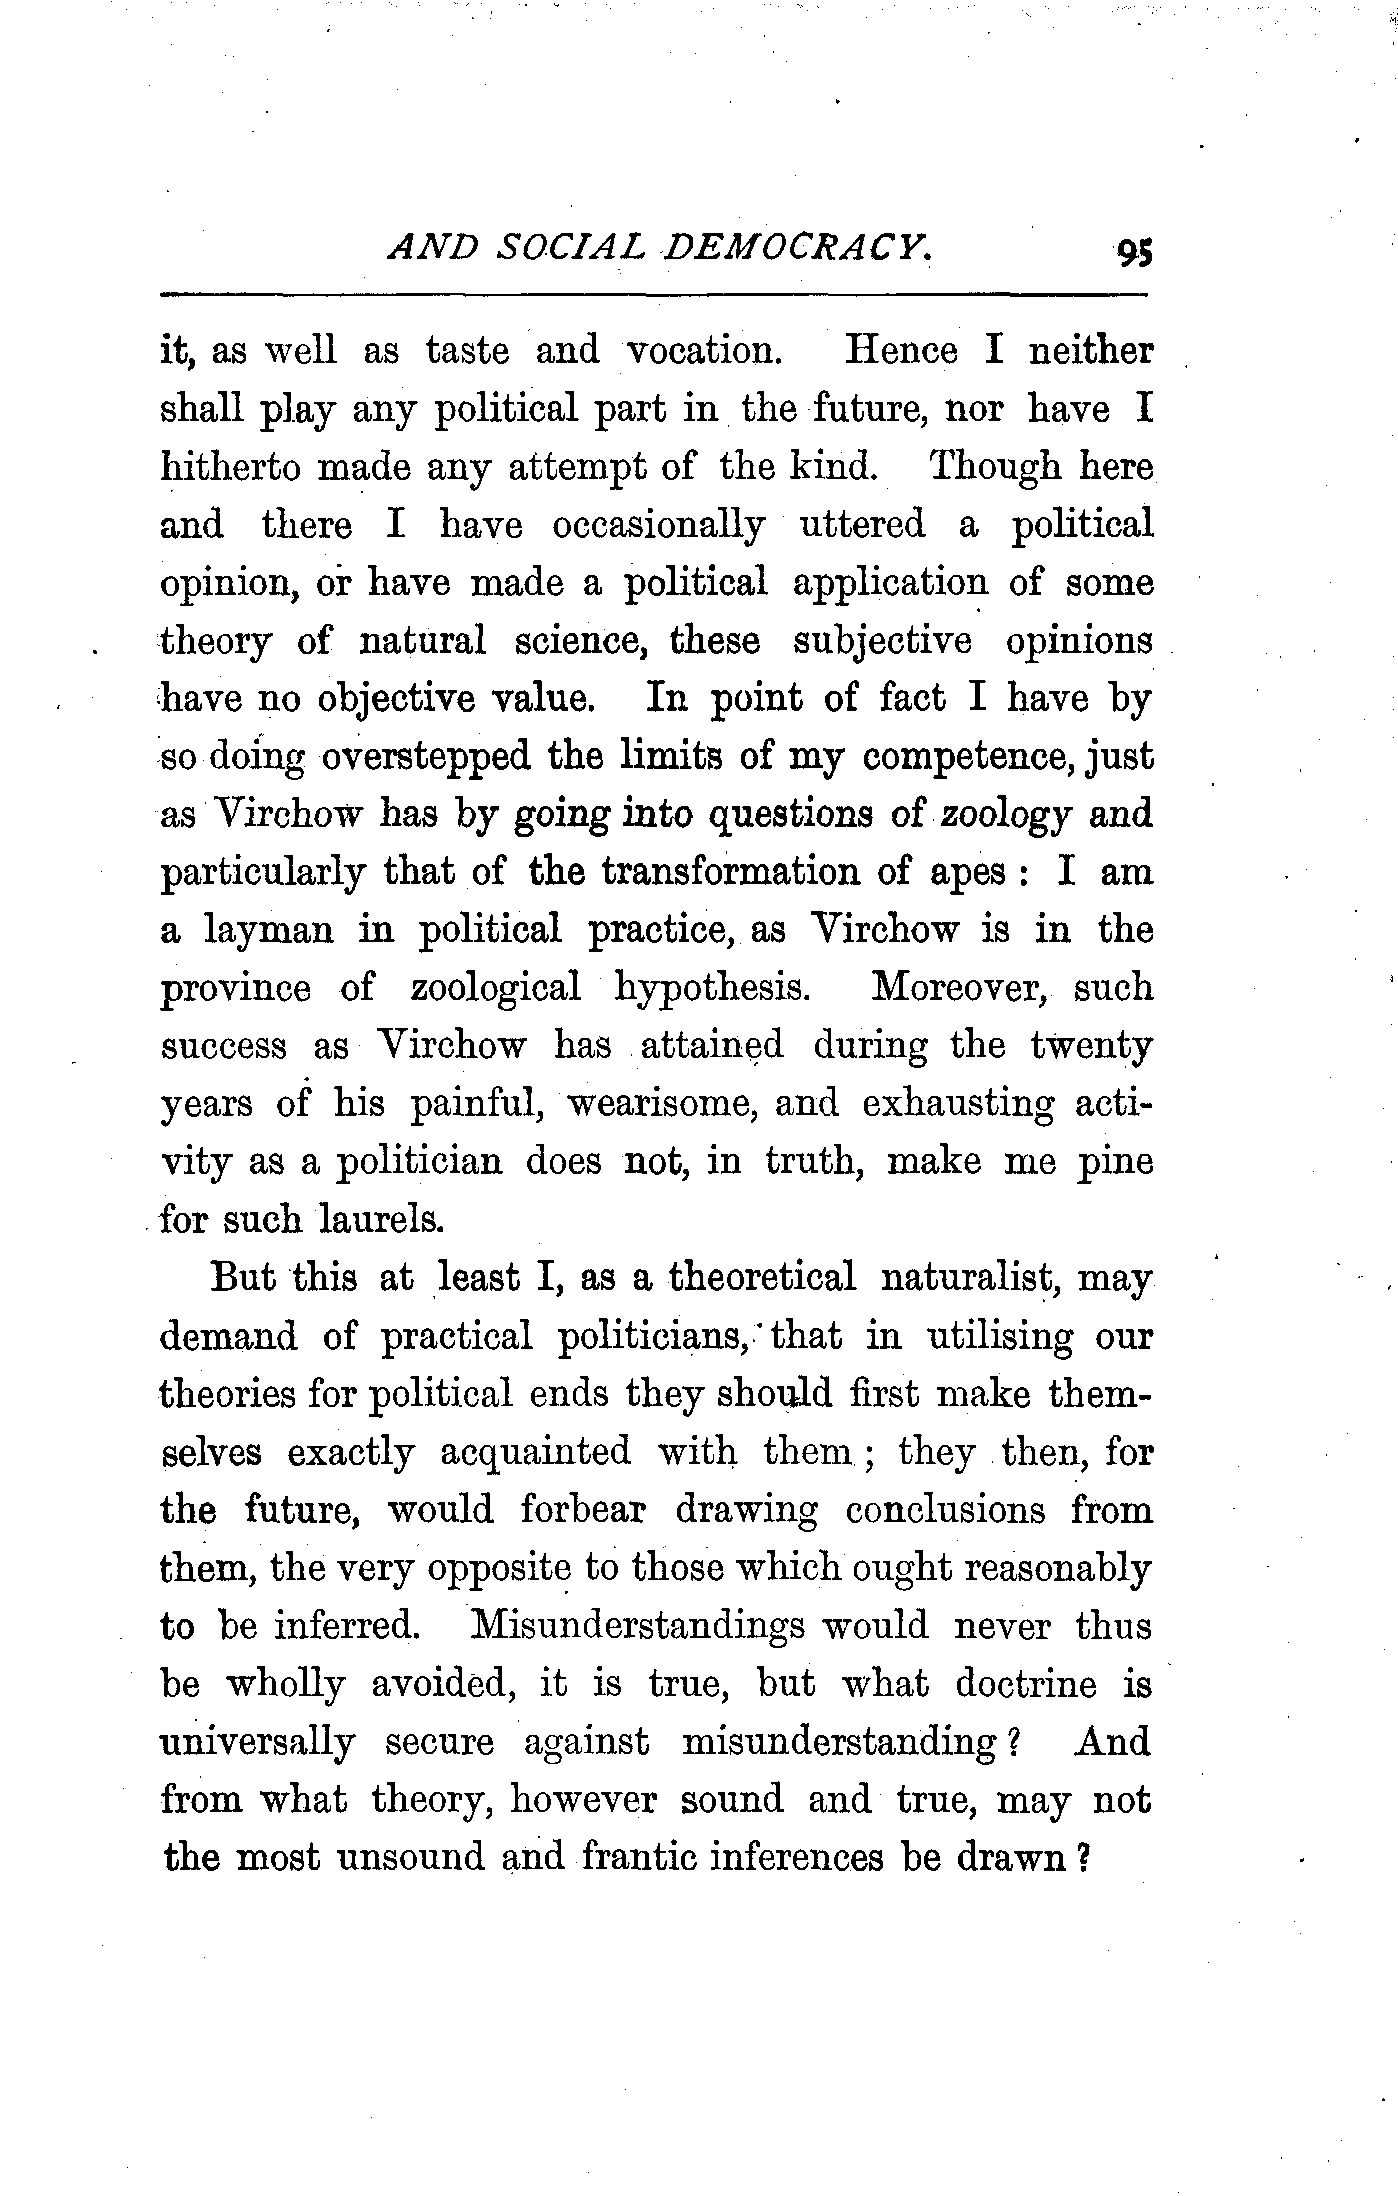 AND SOCIAL DEMOCRACY. 95
it, as well as taste and vocation. Hence I neither
shall play any political part in the future, nor have I
hitherto made any attempt of the kind. Though here
and there I have occasionally uttered a political
opinion, or have made a political application of some
theory of natural science, these subjective opinions
have no objective value. In point of fact I have by
so doing overstepped the limits of my competence, just
as Virchow has by going into questions of zoology and
particularly that of the transformation of apes : I am
a layman in political practice, as Virchow is in the
province of zoological hypothesis. Moreover, such
success as Virchow has attained during the twenty
years of his painful, wearisome, and exhausting acti-
vity as a politician does not, in truth, make me pine
for such laurels.
But this at least I, as a theoretical naturalist, may
demand of practical politicians, that in utilising our
theories for political ends they should first make them-
selves exactly acquainted with them ; they then, for
the future, would forbear drawing conclusions from
them, the very opposite to those which ought reasonably
to be inferred. Misunderstandings would never thus
be wholly avoided, it is true, but what doctrine is
universally secure against misunderstanding ? And
from what theory, however sound and true, may not
the most unsound and frantic inferences be drawn ?